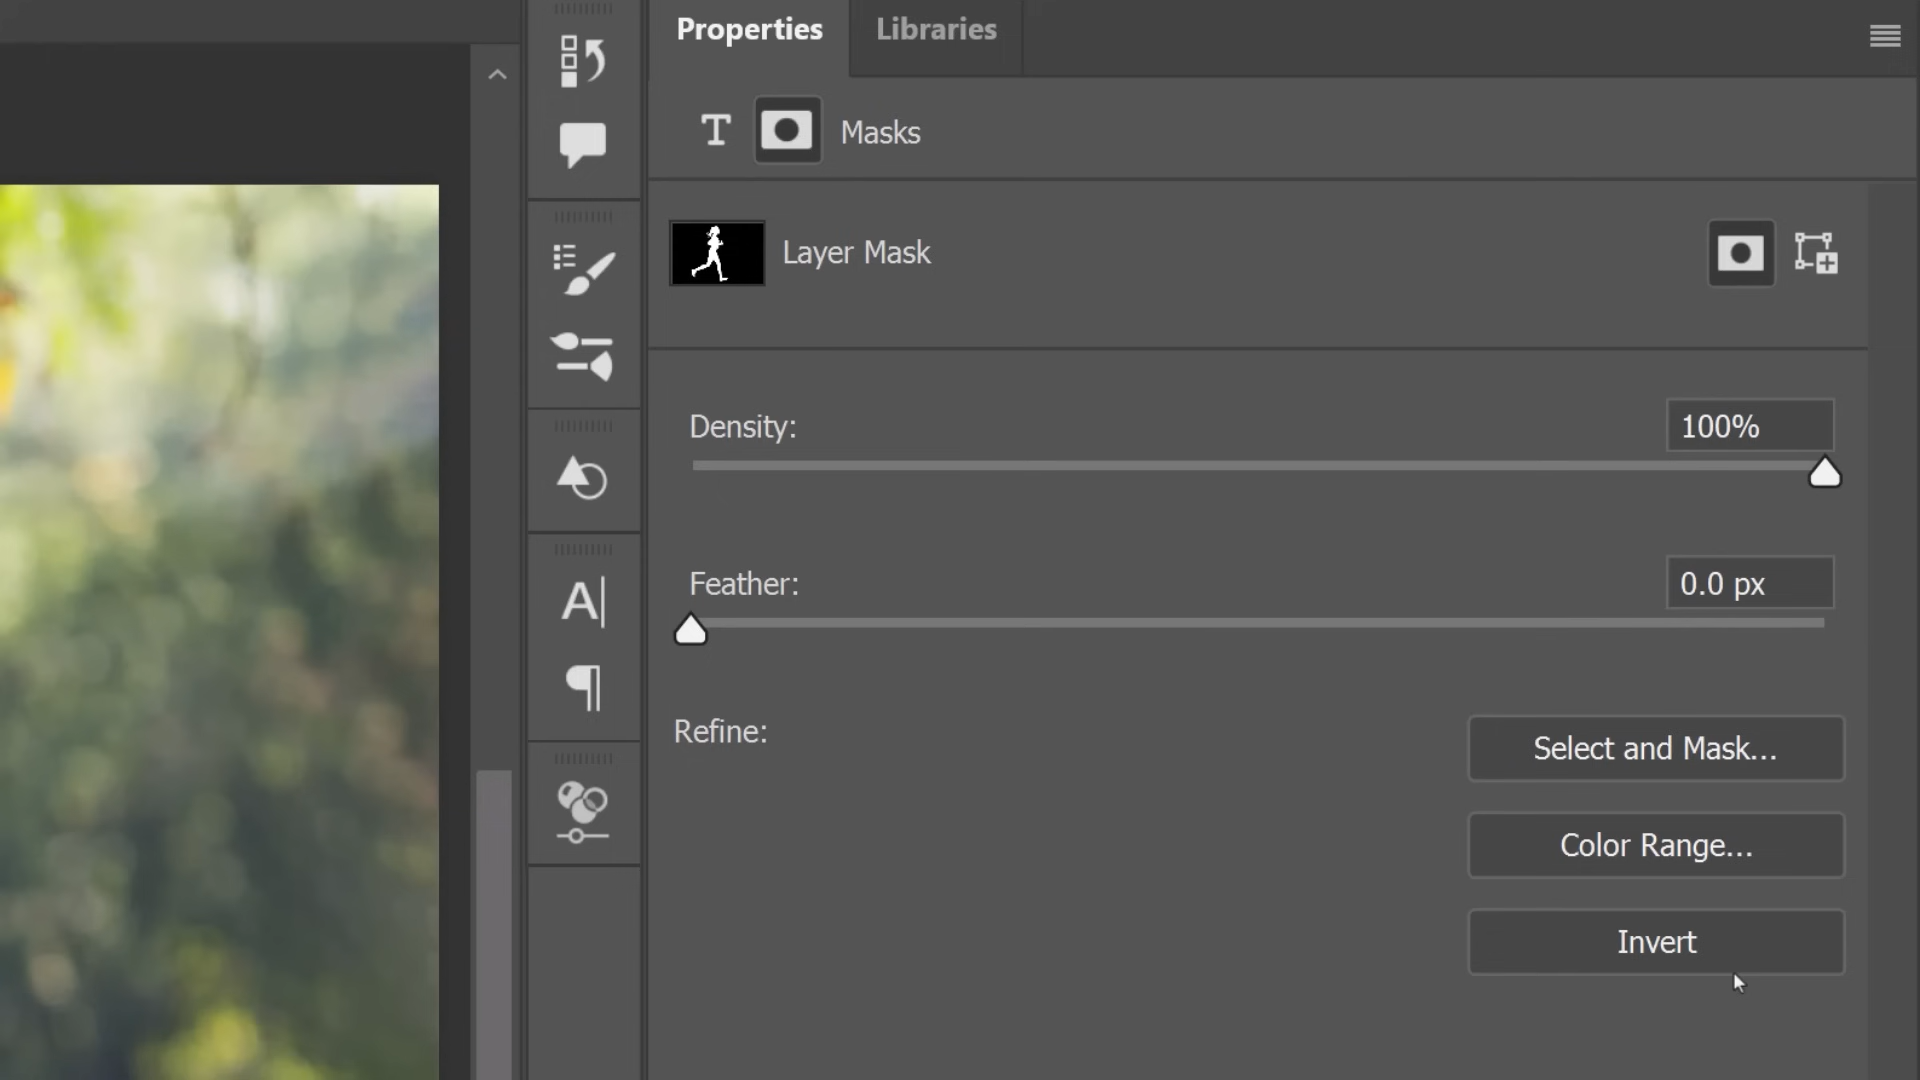 Properties
Libraries
T
Masks
Layer Mask
Density:
100%
Feather:
0.0 px
A
¶
Refine:
Select and Mask...
Color Range...
Invert